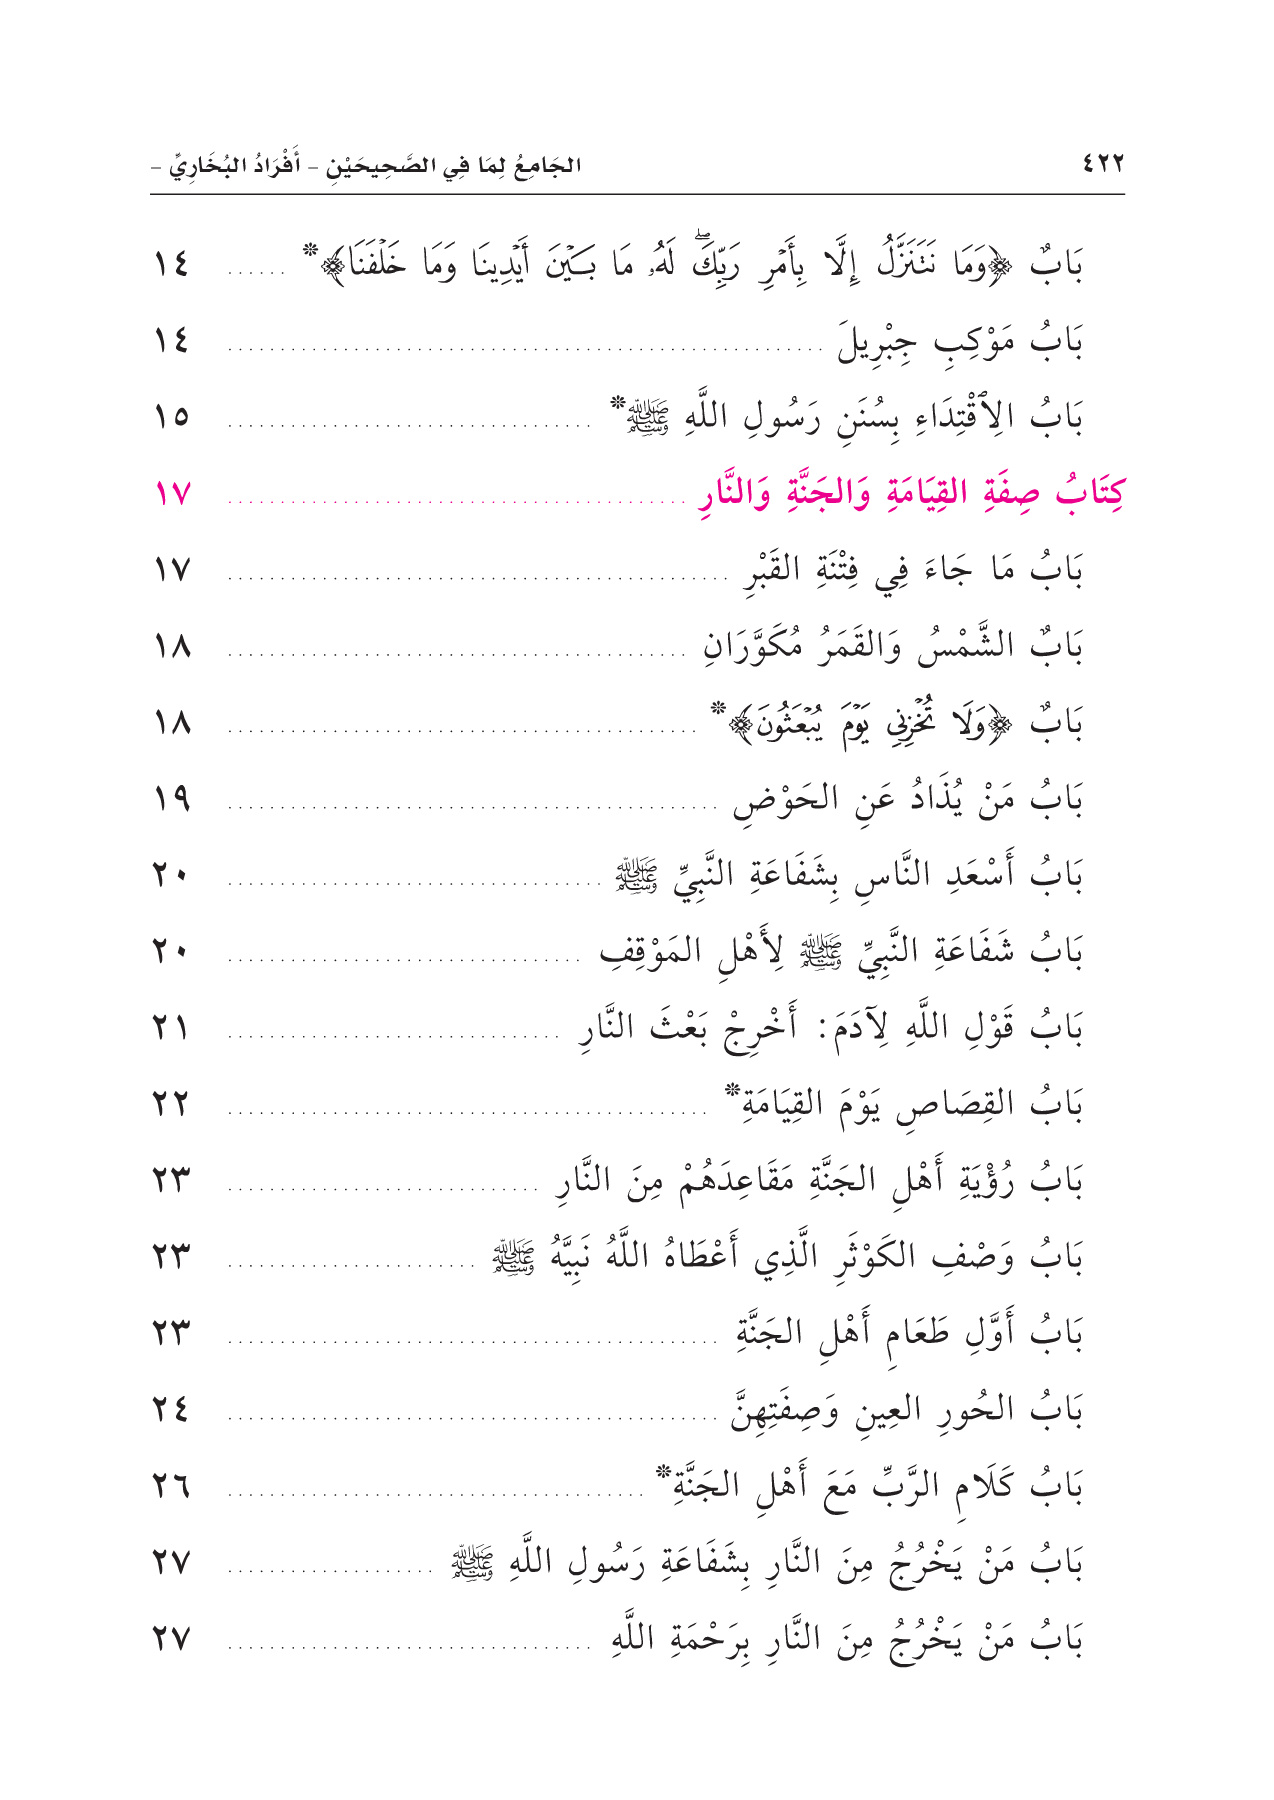 ٤٢٢ الجَامِعُ لِمَا فِي الصَّحِيحَيْنِ – أَفْرَادُ البُخَارِيِّ –
بَابٌ ﴿وَمَا نَتَنَزَّلُ إِلَّا بِأَمْرِ رَبِّكَ ۖ لَهُۥ مَا بَيْنَ أَيْدِينَا وَمَا خَلْفَنَا﴾* ...... ١٤
بَابُ مَوْكِبِ جِبْرِيلَ ...... ١٤
بَابُ الِاقْتِدَاءِ بِسُنَنِ رَسُولِ اللَّهِ ﷺ* ...... ١٥
كِتَابُ صِفَةِ القِيَامَةِ وَالجَنَّةِ وَالنَّارِ ...... ١٧
بَابُ مَا جَاءَ فِي فِتْنَةِ القَبْرِ ...... ١٧
بَابٌ الشَّمْسُ وَالقَمَرُ مُكَوَّرَانِ ...... ١٨
بَابٌ ﴿وَلَا تُخْزِنِي يَوْمَ يُبْعَثُونَ﴾* ...... ١٨
بَابُ مَنْ يُذَادُ عَنِ الحَوْضِ ...... ١٩
بَابُ أَسْعَدِ النَّاسِ بِشَفَاعَةِ النَّبِيِّ ﷺ ...... ٢٠
بَابُ شَفَاعَةِ النَّبِيِّ ﷺ لِأَهْلِ المَوْقِفِ ...... ٢٠
بَابُ قَوْلِ اللَّهِ لِآدَمَ: أَخْرِجْ بَعْثَ النَّارِ ...... ٢١
بَابُ القِصَاصِ يَوْمَ القِيَامَةِ* ...... ٢٢
بَابُ رُؤْيَةِ أَهْلِ الجَنَّةِ مَقَاعِدَهُمْ مِنَ النَّارِ ...... ٢٣
بَابُ وَصْفِ الكَوْثَرِ الَّذِي أَعْطَاهُ اللَّهُ نَبِيَّهُ ﷺ ...... ٢٣
بَابُ أَوَّلِ طَعَامِ أَهْلِ الجَنَّةِ ...... ٢٣
بَابُ الحُورِ العِينِ وَصِفَتِهِنَّ ...... ٢٤
بَابُ كَلَامِ الرَّبِّ مَعَ أَهْلِ الجَنَّةِ* ...... ٢٦
بَابُ مَنْ يَخْرُجُ مِنَ النَّارِ بِشَفَاعَةِ رَسُولِ اللَّهِ ﷺ ...... ٢٧
بَابُ مَنْ يَخْرُجُ مِنَ النَّارِ بِرَحْمَةِ اللَّهِ ...... ٢٧